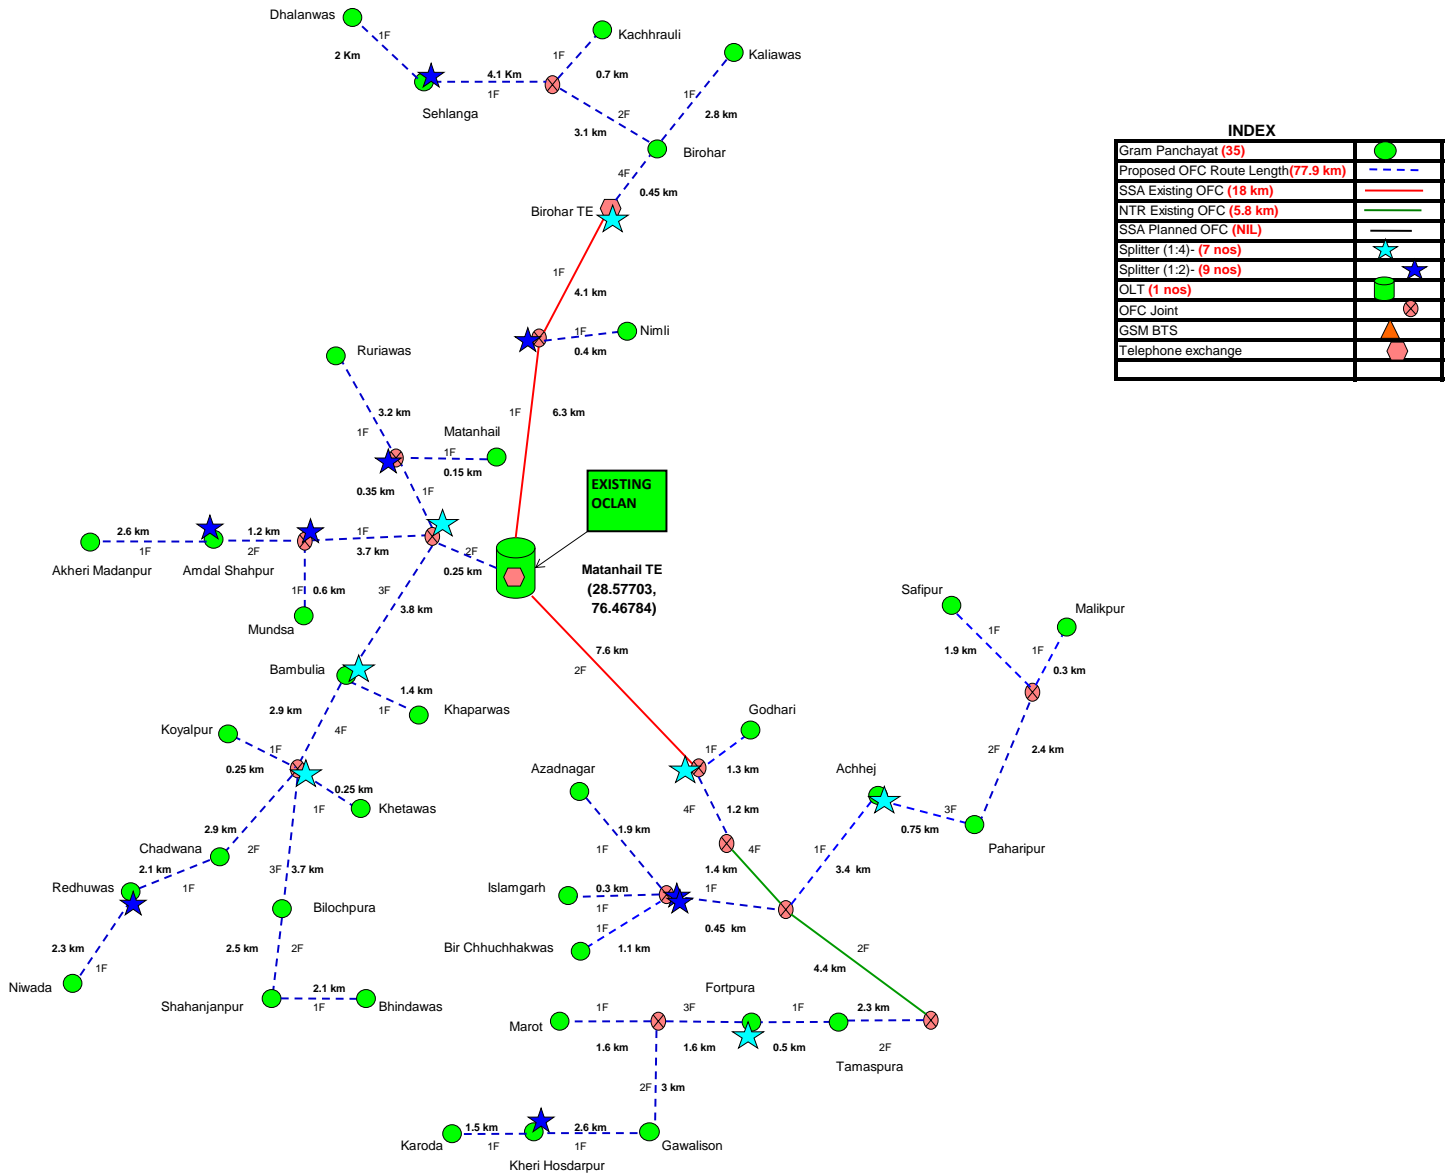 Dhalanwas
1F
2 Km
Sehlanga
4.1 Km
1F
1F
Kachhrauli
0.7 km
Kaliawas
1F
2.8 km
2F
3.1 km
Birohar
4F
0.45 km
Birohar TE
1F
4.1 km
1F
0.4 km
Nimli
1F
6.3 km
Ruriawas
3.2 km
1F
Matanhail
1F
0.15 km
0.35 km
1F
EXISTING
OCLAN
2.6 km
1F
1.2 km
2F
1F
3.7 km
2F
0.25 km
Akheri Madanpur
Amdal Shahpur
1F
0.6 km
Mundsa
3F
3.8 km
Matanhail TE
(28.57703,
76.46784)
Bambulia
1.4 km
1F
Khaparwas
2.9 km
4F
Koyalpur
1F
0.25 km
0.25 km
1F
Khetawas
2.9 km
2F
Chadwana
2.1 km
1F
Redhuwas
2.3 km
1F
Niwada
3F
3.7km
Bilochpura
2.5 km
2F
Shahanjanpur
2.1 km
1F
Bhindawas
7.6 km
2F
Godhari
1F
1.3 km
4F
1.2 km
Azadnagar
1.9 km
1F
Islamgarh
0.3 km
1F
1F
Bir Chhuchhakwas
1.1 km
4F
1.4 km
1F
0.45 km
Achhej
1F
3.4 km
3F
0.75 km
Paharipur
Safipur
1F
1.9 km
Malikpur
1F
0.3 km
2F
2.4 km
2F
4.4 km
Fortpura
Marot
1F
1.6 km
3F
1.6 km
1F
0.5 km
2.3 km
2F
Tamaspura
2F
3 km
Karoda
1.5 km
1F
2.6 km
1F
Kheri Hosdarpur
Gawalison
INDEX
Gram Panchayat (35)
Proposed OFC Route Length(77.9 km)
SSA Existing OFC (18 km)
NTR Existing OFC (5.8 km)
SSA Planned OFC (NIL)
Splitter (1:4)- (7 nos)
Splitter (1:2)- (9 nos)
OLT (1 nos)
OFC Joint
GSM BTS
Telephone exchange